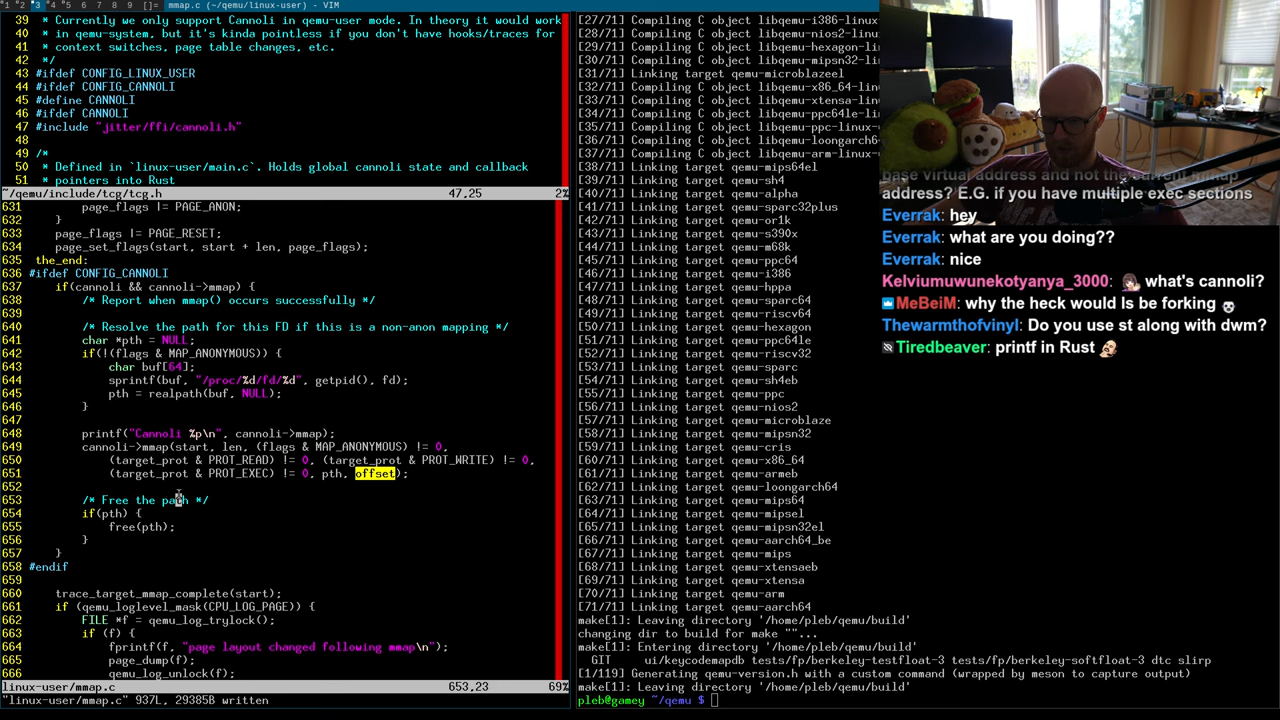 1 2 3 4 5 6 7 8 9 []= mmap.c (~/qemu/linux-user) - VIM
39  * Currently we only support Cannoli in qemu-user mode. In theory it would work
40  * in qemu-system, but it's kinda pointless if you don't have hooks/traces for
41  * context switches, page table changes, etc.
42  */
43 #ifdef CONFIG_LINUX_USER
44 #ifdef CONFIG_CANNOLI
45 #define CANNOLI
46 #ifdef CANNOLI
47 #include "jitter/ffi/cannoli.h"
48
49 /*
50  * Defined in `linux-user/main.c`. Holds global cannoli state and callback
51  * pointers into Rust
~/qemu/include/tcg/tcg.h 47,25 2%
631         page_flags |= PAGE_ANON;
632     }
633     page_flags |= PAGE_RESET;
634     page_set_flags(start, start + len, page_flags);
635  the_end:
636 #ifdef CONFIG_CANNOLI
637     if(cannoli && cannoli->mmap) {
638         /* Report when mmap() occurs successfully */
639
640         /* Resolve the path for this FD if this is a non-anon mapping */
641         char *pth = NULL;
642         if(!(flags & MAP_ANONYMOUS)) {
643             char buf[64];
644             sprintf(buf, "/proc/%d/fd/%d", getpid(), fd);
645             pth = realpath(buf, NULL);
646         }
647
648         printf("Cannoli %p\n", cannoli->mmap);
649         cannoli->mmap(start, len, (flags & MAP_ANONYMOUS) != 0,
650             (target_prot & PROT_READ) != 0, (target_prot & PROT_WRITE) != 0,
651             (target_prot & PROT_EXEC) != 0, pth, offset);
652
653         /* Free the path */
654         if(pth) {
655             free(pth);
656         }
657     }
658 #endif
659
660     trace_target_mmap_complete(start);
661     if (qemu_loglevel_mask(CPU_LOG_PAGE)) {
662         FILE *f = qemu_log_trylock();
663         if (f) {
664             fprintf(f, "page layout changed following mmap\n");
665             page_dump(f);
666             qemu_log_unlock(f);
linux-user/mmap.c 653,23 69%
"linux-user/mmap.c" 937L, 29385B written
[27/71] Compiling C object libqemu-i386-linux
[28/71] Compiling C object libqemu-nios2-linu
[29/71] Compiling C object libqemu-hexagon-li
[30/71] Compiling C object libqemu-mipsn32-li
[31/71] Linking target qemu-microblazeel
[32/71] Compiling C object libqemu-x86_64-lin
[33/71] Compiling C object libqemu-xtensa-lin
[34/71] Compiling C object libqemu-ppc64le-li
[35/71] Compiling C object libqemu-ppc-linux-
[36/71] Compiling C object libqemu-loongarch6
[37/71] Compiling C object libqemu-arm-linux-
[38/71] Linking target qemu-mips64el
[39/71] Linking target qemu-sh4
[40/71] Linking target qemu-alpha
[41/71] Linking target qemu-sparc32plus
[42/71] Linking target qemu-or1k
[43/71] Linking target qemu-s390x
[44/71] Linking target qemu-m68k
[45/71] Linking target qemu-ppc64
[46/71] Linking target qemu-i386
[47/71] Linking target qemu-hppa
[48/71] Linking target qemu-sparc64
[49/71] Linking target qemu-riscv64
[50/71] Linking target qemu-hexagon
[51/71] Linking target qemu-ppc64le
[52/71] Linking target qemu-riscv32
[53/71] Linking target qemu-sparc
[54/71] Linking target qemu-sh4eb
[55/71] Linking target qemu-ppc
[56/71] Linking target qemu-nios2
[57/71] Linking target qemu-microblaze
[58/71] Linking target qemu-mipsn32
[59/71] Linking target qemu-cris
[60/71] Linking target qemu-x86_64
[61/71] Linking target qemu-armeb
[62/71] Linking target qemu-loongarch64
[63/71] Linking target qemu-mips64
[64/71] Linking target qemu-mipsel
[65/71] Linking target qemu-mipsn32el
[66/71] Linking target qemu-aarch64_be
[67/71] Linking target qemu-mips
[68/71] Linking target qemu-xtensaeb
[69/71] Linking target qemu-xtensa
[70/71] Linking target qemu-arm
[71/71] Linking target qemu-aarch64
make[1]: Leaving directory '/home/pleb/qemu/build'
changing dir to build for make ""...
make[1]: Entering directory '/home/pleb/qemu/build'
  GIT     ui/keycodemapdb tests/fp/berkeley-testfloat-3 tests/fp/berkeley-softfloat-3 dtc slirp
[1/119] Generating qemu-version.h with a custom command (wrapped by meson to capture output)
make[1]: Leaving directory '/home/pleb/qemu/build'
pleb@gamey ~/qemu $
base virtual address and not the current mmap
address? E.G. if you have multiple exec sections
Everrak: hey
Everrak: what are you doing??
Everrak: nice
Kelviumuwunekotyanya_3000: what's cannoli?
MeBeiM: why the heck would ls be forking
Thewarmthofvinyl: Do you use st along with dwm?
Tiredbeaver: printf in Rust